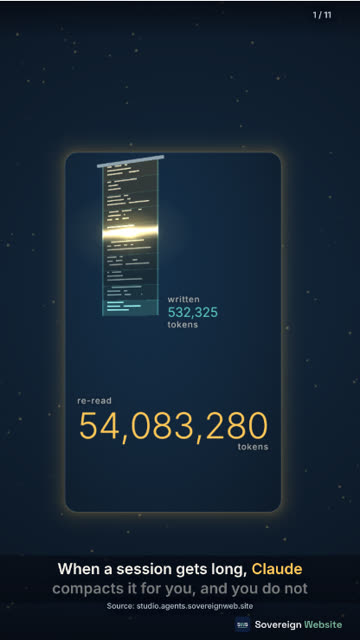 1 / 11
written
532,325
tokens
re-read
54,083,280
tokens
When a session gets long, Claude
compacts it for you, and you do not
Source: studio.agents.sovereignweb.site
Sovereign Website